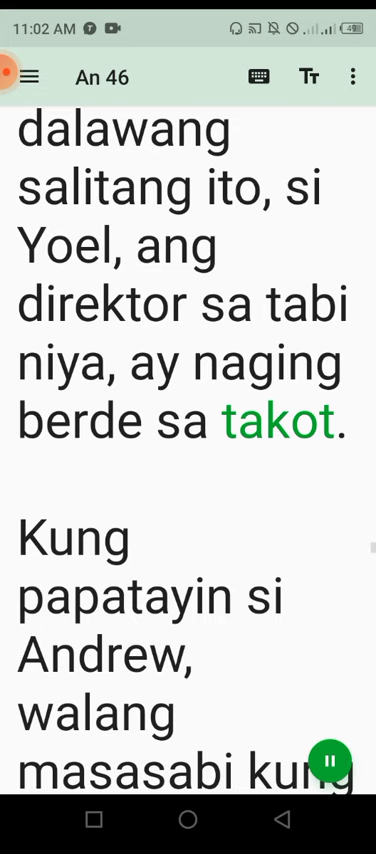 11:02 AM
49
An 46
dalawang
salitang ito, si
Yoel, ang
direktor sa tabi
niya, ay naging
berde sa takot.
Kung
papatayin si
Andrew,
walang
masasabi kung